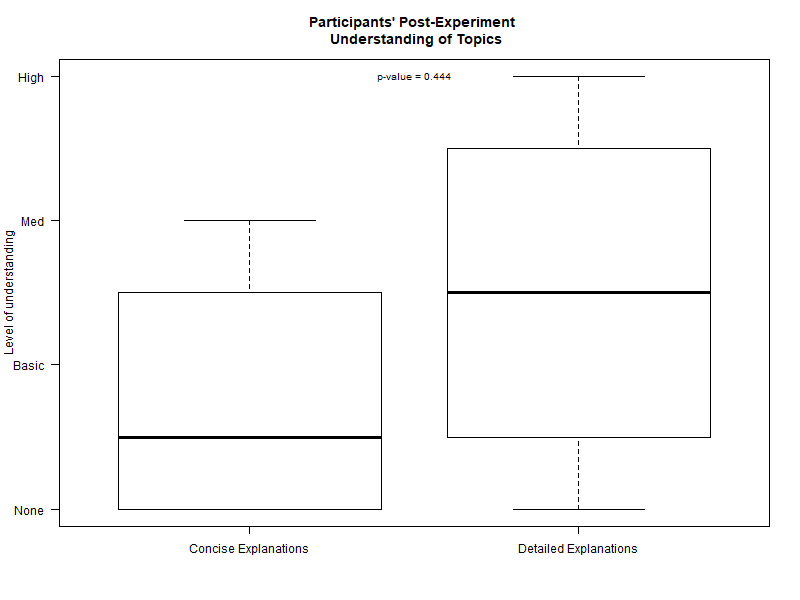 Participants' Post-Experiment
Understanding of Topics
p-value = 0.444
High
Med
Basic
None
Level of understanding
Concise Explanations
Detailed Explanations